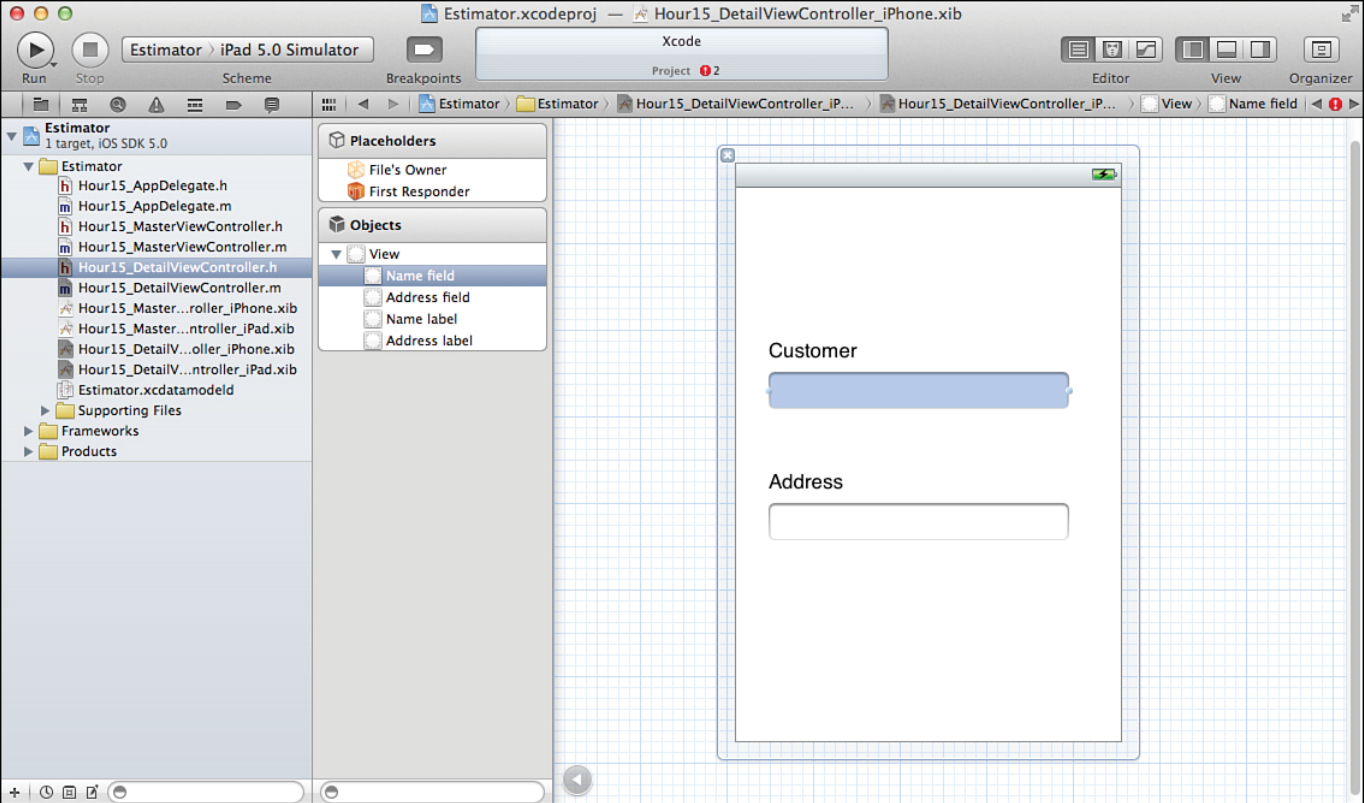 Estimator.xcodeproj — Hour15_DetailViewController_iPhone.xib
Run
Stop
Estimator 〉 iPad 5.0 Simulator
Scheme
Breakpoints
Xcode
Project 2
Editor
View
Organizer
Estimator 〉 Estimator 〉 Hour15_DetailViewController_iP... 〉 Hour15_DetailViewController_iP... 〉 View 〉 Name field
Estimator
1 target, iOS SDK 5.0
Estimator
Hour15_AppDelegate.h
Hour15_AppDelegate.m
Hour15_MasterViewController.h
Hour15_MasterViewController.m
Hour15_DetailViewController.h
Hour15_DetailViewController.m
Hour15_Master...roller_iPhone.xib
Hour15_Master...ntroller_iPad.xib
Hour15_DetailV...oller_iPhone.xib
Hour15_DetailV...ntroller_iPad.xib
Estimator.xcdatamodeld
Supporting Files
Frameworks
Products
Placeholders
File's Owner
First Responder
Objects
View
Name field
Address field
Name label
Address label
Customer
Address